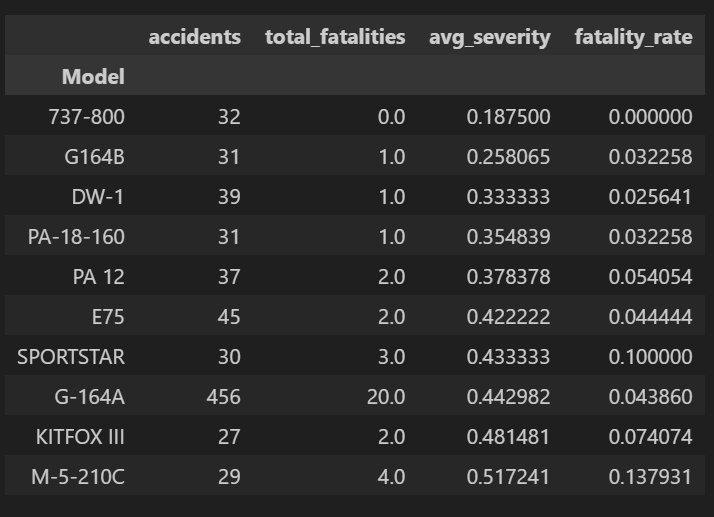 accidents total_fatalities avg_severity fatality_rate
Model
737-800 32 0.0 0.187500 0.000000
G164B 31 1.0 0.258065 0.032258
DW-1 39 1.0 0.333333 0.025641
PA-18-160 31 1.0 0.354839 0.032258
PA 12 37 2.0 0.378378 0.054054
E75 45 2.0 0.422222 0.044444
SPORTSTAR 30 3.0 0.433333 0.100000
G-164A 456 20.0 0.442982 0.043860
KITFOX III 27 2.0 0.481481 0.074074
M-5-210C 29 4.0 0.517241 0.137931